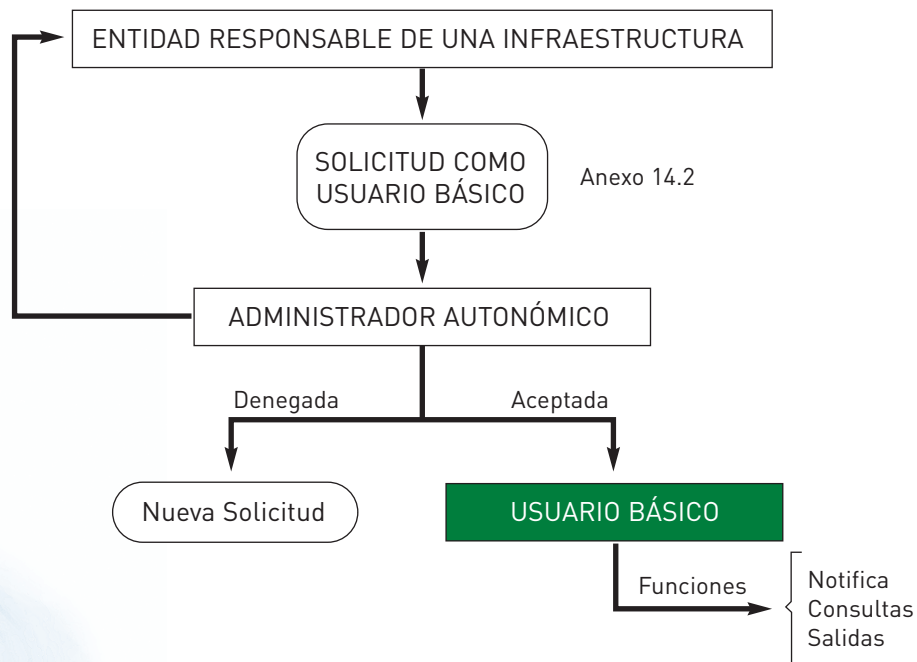 ENTIDAD RESPONSABLE DE UNA INFRAESTRUCTURA
SOLICITUD COMO
USUARIO BÁSICO
Anexo 14.2
ADMINISTRADOR AUTONÓMICO
Denegada
Aceptada
Nueva Solicitud
USUARIO BÁSICO
Funciones
Notifica
Consultas
Salidas